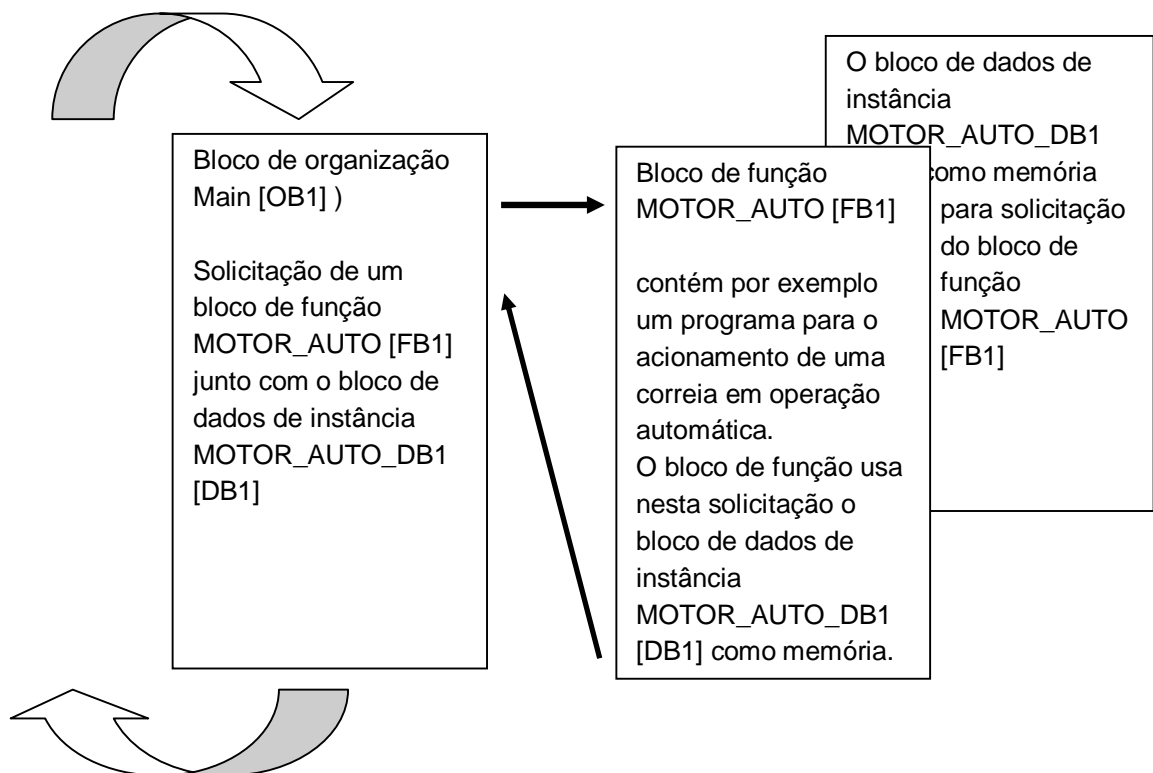 Bloco de organização
Main [OB1] )
Solicitação de um
bloco de função
MOTOR_AUTO [FB1]
junto com o bloco de
dados de instância
MOTOR_AUTO_DB1
[DB1]
Bloco de função
MOTOR_AUTO [FB1]
contém por exemplo
um programa para o
acionamento de uma
correia em operação
automática.
O bloco de função usa
nesta solicitação o
bloco de dados de
instância
MOTOR_AUTO_DB1
[DB1] como memória.
O bloco de dados de
instância
MOTOR_AUTO_DB1
como memória
para solicitação
do bloco de
função
MOTOR_AUTO
[FB1]